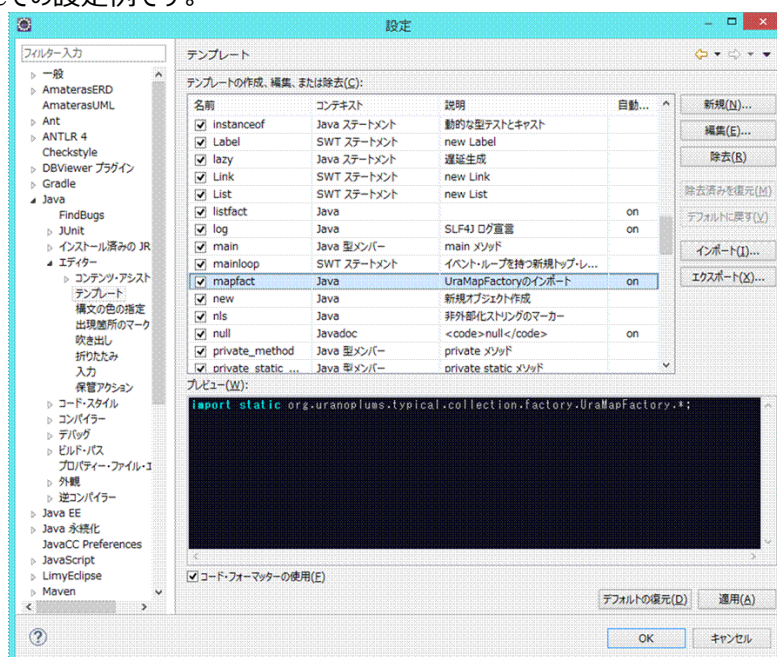 での設定例です。
設定
フィルター入力
一般
AmaterasERD
AmaterasUML
Ant
ANTLR 4
Checkstyle
DBViewer プラグイン
Gradle
Java
FindBugs
JUnit
インストール済みの JR
エディター
コンテンツ・アシスト
テンプレート
構文の色の指定
出現箇所のマーク
吹き出し
折りたたみ
入力
保管アクション
コード・スタイル
コンパイラー
デバッグ
ビルド・パス
プロパティー・ファイル・エ
外観
逆コンパイラー
Java EE
Java 永続化
JavaCC Preferences
JavaScript
LimyEclipse
Maven
テンプレート
テンプレートの作成、編集、または除去(C):
名前 コンテキスト 説明 自動...
instanceof Java ステートメント 動的な型テストとキャスト
Label SWT ステートメント new Label
lazy Java ステートメント 遅延生成
Link SWT ステートメント new Link
List SWT ステートメント new List
listfact Java on
log Java SLF4J ログ宣言 on
main Java 型メンバー main メソッド
mainloop SWT ステートメント イベント・ループを持つ新規トップ・レ...
mapfact Java UraMapFactoryのインポート on
new Java 新規オブジェクト作成
nls Java 非外部化ストリングのマーカー
null Javadoc <code>null</code> on
private_method Java 型メンバー private メソッド
private static ... Java 型メンバー private static メソッド
新規(N)...
編集(E)...
除去(R)
除去済みを復元(M)
デフォルトに戻す(V)
インポート(I)...
エクスポート(X)...
プレビュー(W):
import static org.uranoplums.typical.collection.factory.UraMapFactory.*;
コード・フォーマッターの使用(F)
デフォルトの復元(D) 適用(A)
OK キャンセル